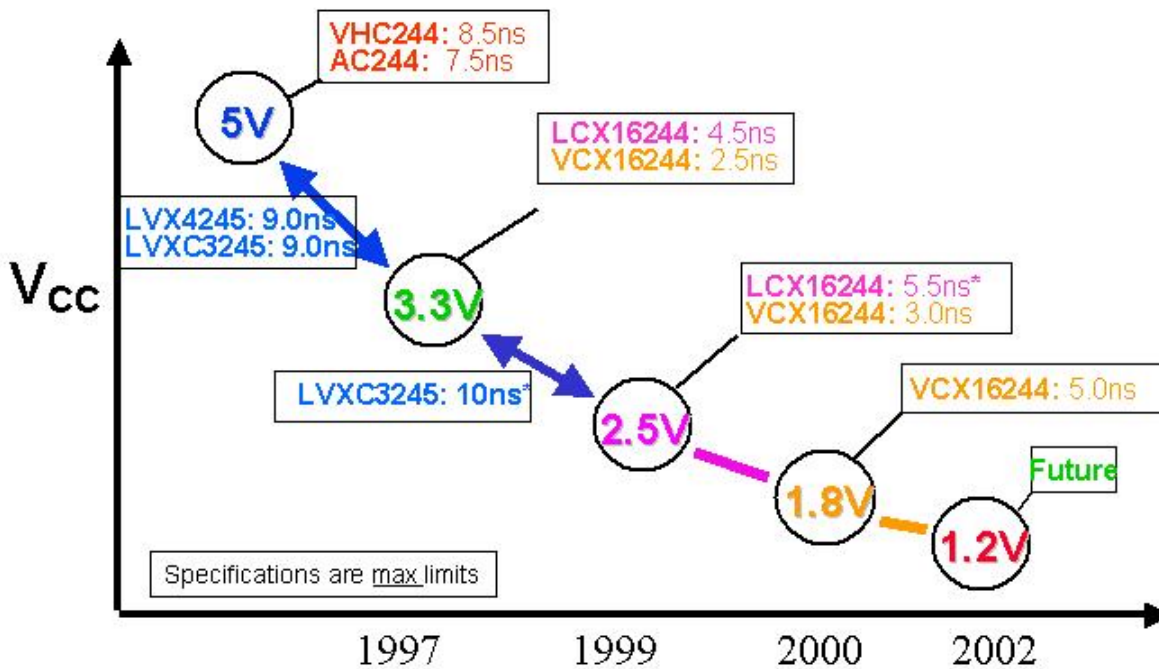 VHC244: 8.5ns
AC244: 7.5ns
5V
LCX16244: 4.5ns
VCX16244: 2.5ns
LVX4245: 9.0ns
LVXC3245: 9.0ns
VCC
3.3V
LCX16244: 5.5ns*
VCX16244: 3.0ns
LVXC3245: 10ns*
2.5V
VCX16244: 5.0ns
1.8V
Future
1.2V
Specifications are max limits
1997 1999 2000 2002